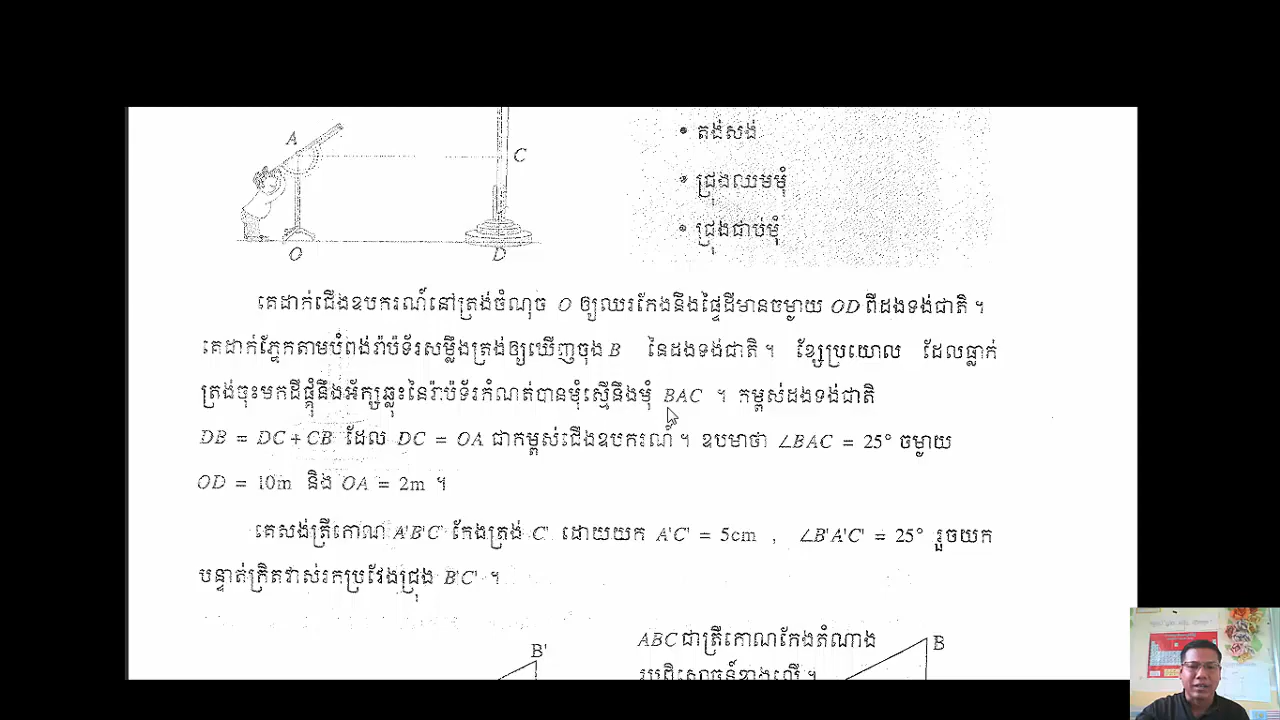 A
C
O
D
• តង់សង់
• ជ្រុងឈមមុំ
• ជ្រុងជាប់មុំ
គេដាក់ជើងឧបករណ៍នៅត្រង់ចំណុច O ឲ្យឈរកែងនឹងផ្ទៃដីមានចម្ងាយ OD ពីដងទង់ជាតិ ។
គេដាក់ភ្នែកតាមបំពង់រ៉ាប៉ទ័រសម្លឹងត្រង់ឲ្យឃើញចុង B នៃដងទង់ជាតិ ។ ខ្សែប្រយោល ដែលធ្លាក់
ត្រង់ចុះមកដីផ្គុំនឹងអ័ក្សឆ្លុះនៃរ៉ាប៉ទ័រកំណត់បានមុំស្មើនឹងមុំ BAC ។ កម្ពស់ដងទង់ជាតិ
DB = DC + CB ដែល DC = OA ជាកម្ពស់ជើងឧបករណ៍ ។ ឧបមាថា ∠BAC = 25° ចម្ងាយ
OD = 10m និង OA = 2m ។
គេសង់ត្រីកោណ A'B'C' កែងត្រង់ C' ដោយយក A'C' = 5cm , ∠B'A'C' = 25° រួចយក
បន្ទាត់ក្រិតវាស់រកប្រវែងជ្រុង B'C' ។
B'
ABC ជាត្រីកោណកែងតំណាង
B